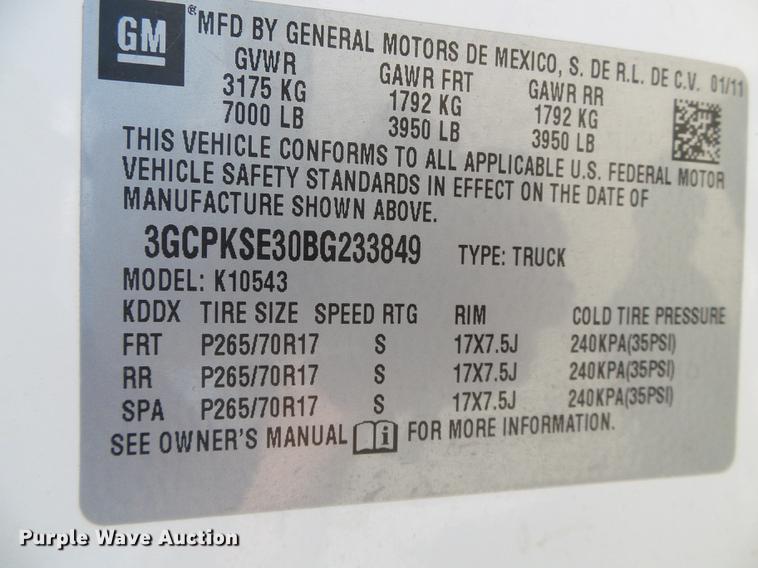 GM
®MFD BY GENERAL MOTORS DE MEXICO, S. DE R.L. DE C.V. 01/11
GVWR GAWR FRT GAWR RR
3175 KG 1792 KG 1792 KG
7000 LB 3950 LB 3950 LB
THIS VEHICLE CONFORMS TO ALL APPLICABLE U.S. FEDERAL MOTOR
VEHICLE SAFETY STANDARDS IN EFFECT ON THE DATE OF
MANUFACTURE SHOWN ABOVE.
3GCPKSE30BG233849 TYPE: TRUCK
MODEL: K10543
KDDX TIRE SIZE SPEED RTG RIM COLD TIRE PRESSURE
FRT P265/70R17 S 17X7.5J 240KPA(35PSI)
RR P265/70R17 S 17X7.5J 240KPA(35PSI)
SPA P265/70R17 S 17X7.5J 240KPA(35PSI)
SEE OWNER'S MANUAL i FOR MORE INFORMATION.
Purple Wave Auction